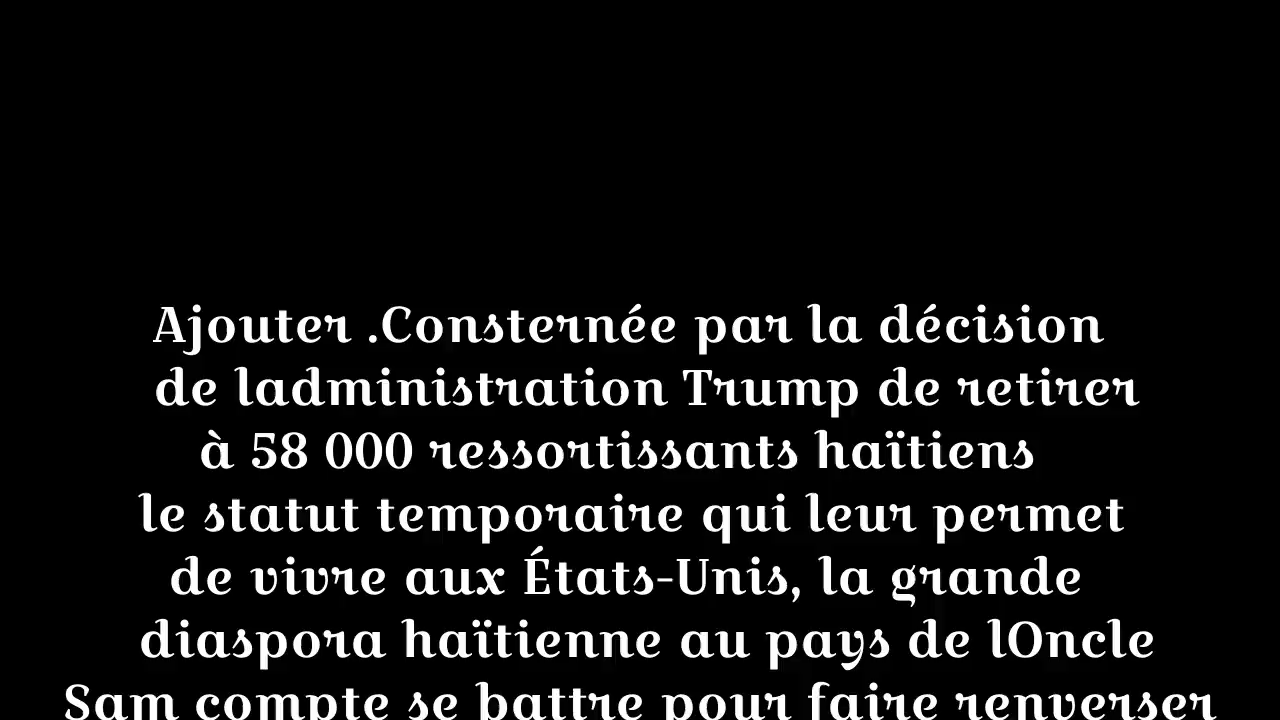 Ajouter .Consternée par la décision
de ladministration Trump de retirer
à 58 000 ressortissants haïtiens
le statut temporaire qui leur permet
de vivre aux États-Unis, la grande
diaspora haïtienne au pays de lOncle
Sam compte se battre pour faire renverser